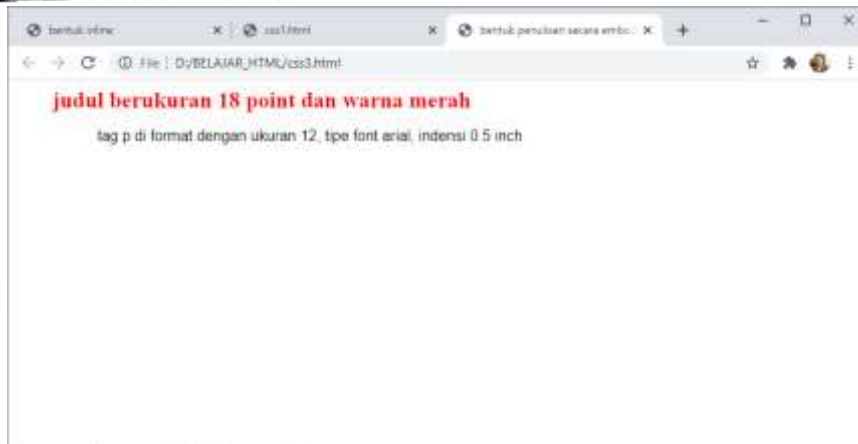 bentuk inline
css1.html
bentuk penulisan secara embe
File | D:/BELAJAR_HTML/css3.html
judul berukuran 18 point dan warna merah
tag p di format dengan ukuran 12, tipe font arial, indensi 0.5 inch